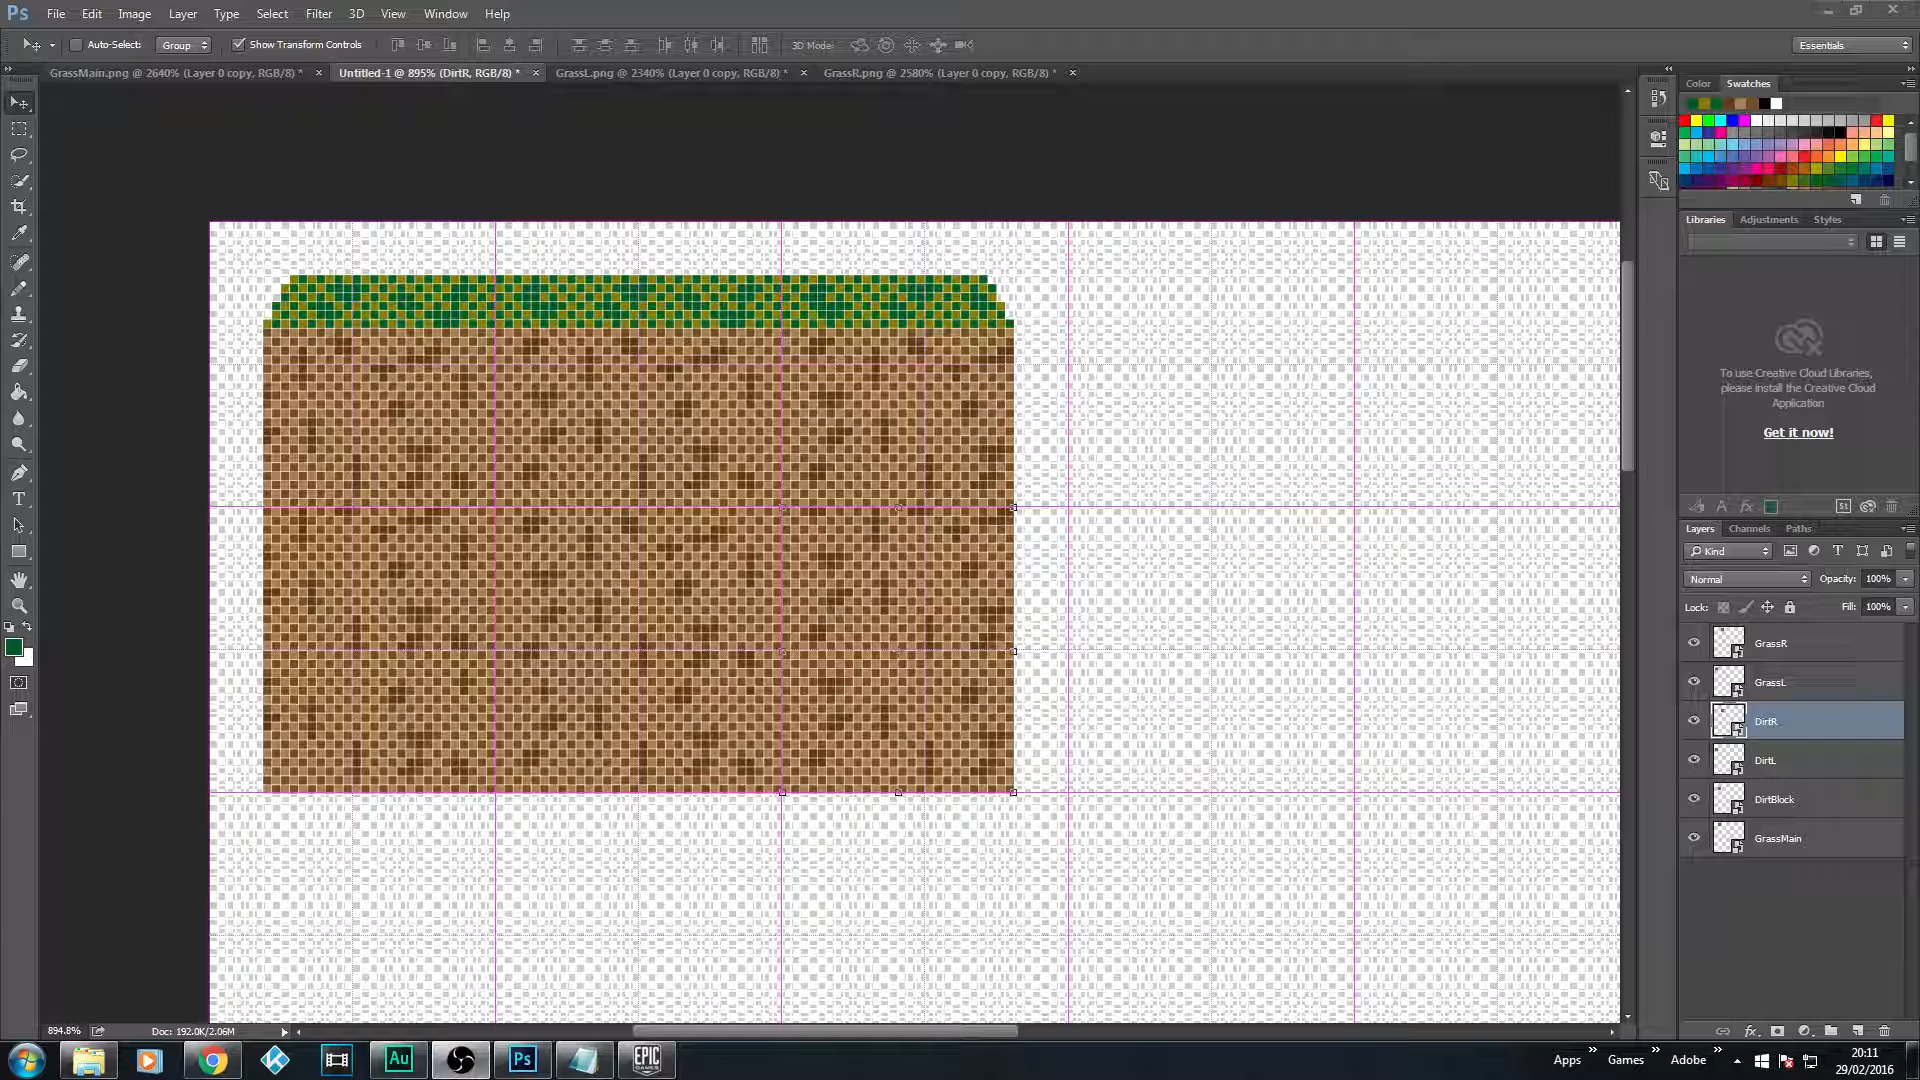 Ps File Edit Image Layer Type Select Filter 3D View Window Help
Auto-Select: Group Show Transform Controls 3D Mode: Essentials
GrassMain.png @ 2640% (Layer 0 copy, RGB/8) * × Untitled-1 @ 895% (DirtR, RGB/8) * × GrassL.png @ 2340% (Layer 0 copy, RGB/8) * × GrassR.png @ 2580% (Layer 0 copy, RGB/8) * ×
Color Swatches
Libraries Adjustments Styles
To use Creative Cloud Libraries,
please install the Creative Cloud
Application
Get it now!
St
Layers Channels Paths
Kind
Normal Opacity: 100%
Lock: Fill: 100%
GrassR
GrassL
DirtR
DirtL
DirtBlock
GrassMain
894.8% Doc: 192.0K/2.06M
Au Ps EPIC GAMES Apps » Games » Adobe » 20:11
29/02/2016